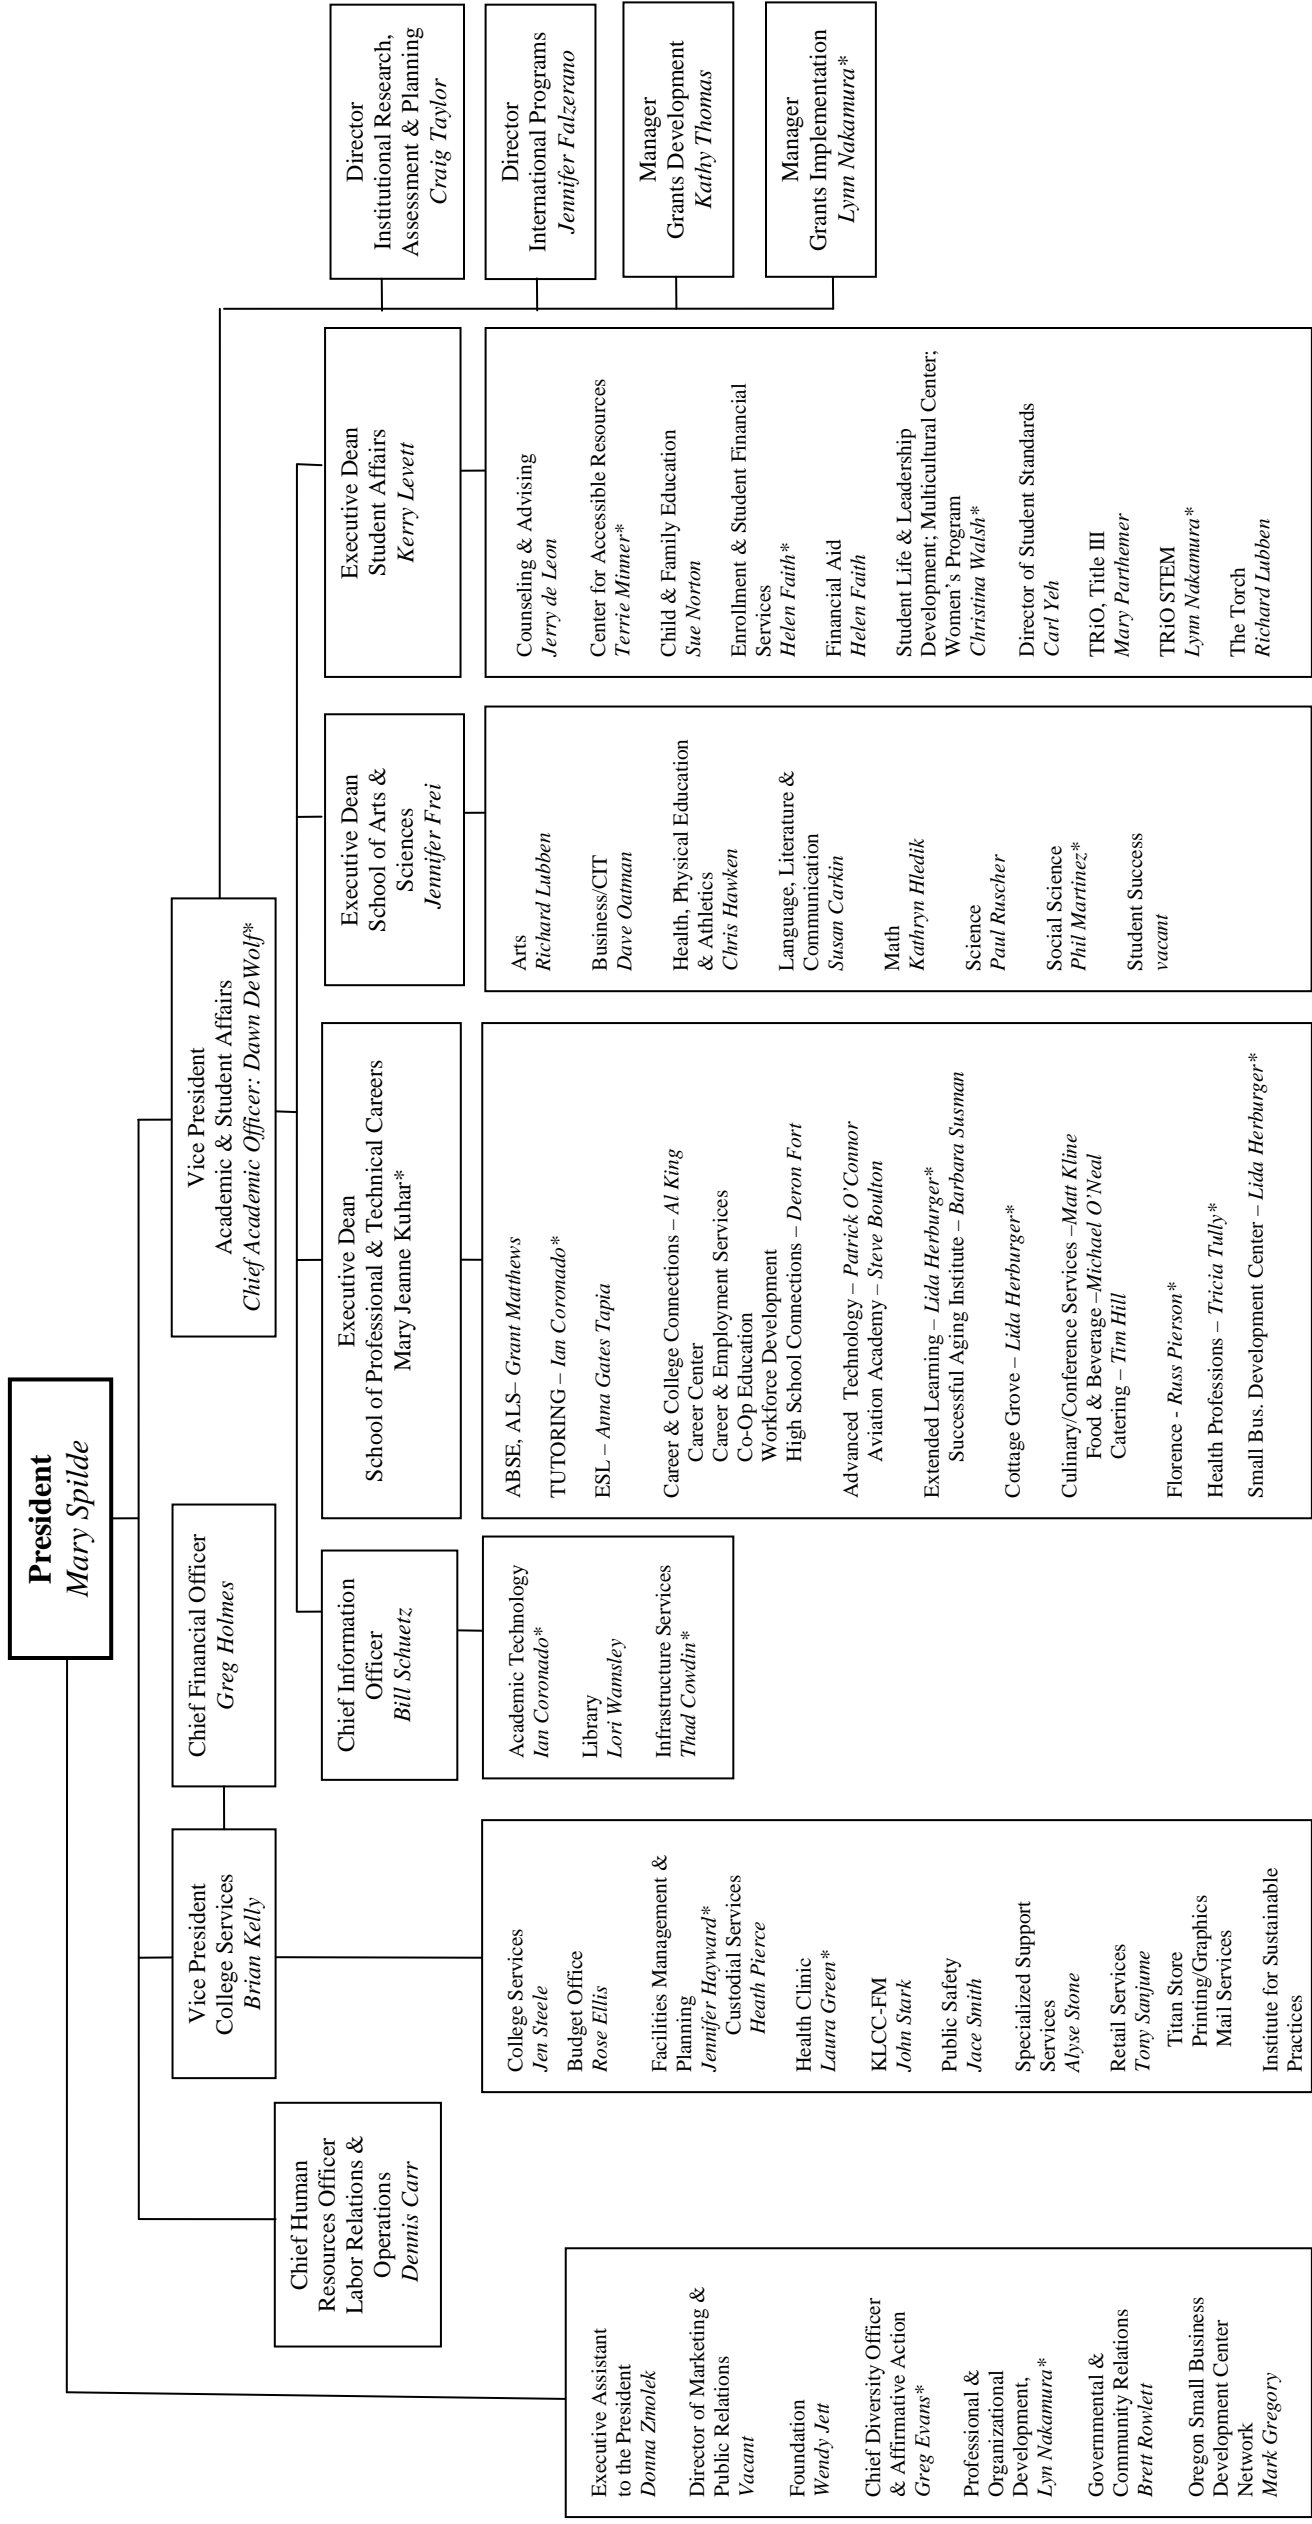 President
Mary Spilde
Vice President
Academic & Student Affairs
Chief Academic Officer: Dawn DeWolf*
Chief Financial Officer
Greg Holmes
Vice President
College Services
Brian Kelly
Chief Human
Resources Officer
Labor Relations &
Operations
Dennis Carr
Executive Assistant
to the President
Donna Zmolek
Director of Marketing &
Public Relations
Vacant
Foundation
Wendy Jett
Chief Diversity Officer
& Affirmative Action
Greg Evans*
Professional &
Organizational
Development,
Lyn Nakamura*
Governmental &
Community Relations
Brett Rowlett
Oregon Small Business
Development Center
Network
Mark Gregory
College Services
Jen Steele
Budget Office
Rose Ellis
Facilities Management &
Planning
Jennifer Hayward*
Custodial Services
Heath Pierce
Health Clinic
Laura Green*
KLCC-FM
John Stark
Public Safety
Jace Smith
Specialized Support
Services
Alyse Stone
Retail Services
Tony Sanjume
Titan Store
Printing/Graphics
Mail Services
Institute for Sustainable
Practices
Chief Information
Officer
Bill Schuetz
Academic Technology
Ian Coronado*
Library
Lori Wamsley
Infrastructure Services
Thad Cowdin*
Executive Dean
School of Professional & Technical Careers
Mary Jeanne Kuhar*
ABSE, ALS– Grant Matthews
TUTORING – Ian Coronado*
ESL – Anna Gates Tapia
Career & College Connections – Al King
Career Center
Career & Employment Services
Co-Op Education
Workforce Development
High School Connections – Deron Fort
Advanced Technology – Patrick O'Connor
Aviation Academy – Steve Boulton
Extended Learning – Lida Herburger*
Successful Aging Institute – Barbara Susman
Cottage Grove – Lida Herburger*
Culinary/Conference Services –Matt Kline
Food & Beverage –Michael O'Neal
Catering – Tim Hill
Florence - Russ Pierson*
Health Professions – Tricia Tully*
Small Bus. Development Center – Lida Herburger*
Executive Dean
School of Arts &
Sciences
Jennifer Frei
Arts
Richard Lubben
Business/CIT
Dave Oatman
Health, Physical Education
& Athletics
Chris Hawken
Language, Literature &
Communication
Susan Carkin
Math
Kathryn Hledik
Science
Paul Ruscher
Social Science
Phil Martinez*
Student Success
vacant
Executive Dean
Student Affairs
Kerry Levett
Counseling & Advising
Jerry de Leon
Center for Accessible Resources
Terrie Minner*
Child & Family Education
Sue Norton
Enrollment & Student Financial
Services
Helen Faith*
Financial Aid
Helen Faith
Student Life & Leadership
Development; Multicultural Center;
Women's Program
Christina Walsh*
Director of Student Standards
Carl Yeh
TRiO, Title III
Mary Parthemer
TRiO STEM
Lynn Nakamura*
The Torch
Richard Lubben
Director
Institutional Research,
Assessment & Planning
Craig Taylor
Director
International Programs
Jennifer Falzerano
Manager
Grants Development
Kathy Thomas
Manager
Grants Implementation
Lynn Nakamura*